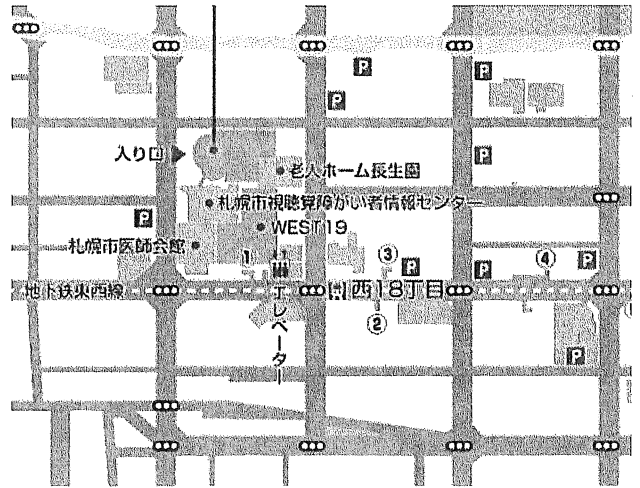 P
P
P
入り口
老人ホーム長生園
P
札幌市視聴覚障がい者情報センター
P
WEST19
札幌市医師会館
1
3
4
P
P
P
地下鉄東西線
西18丁目
エレベーター
2
P